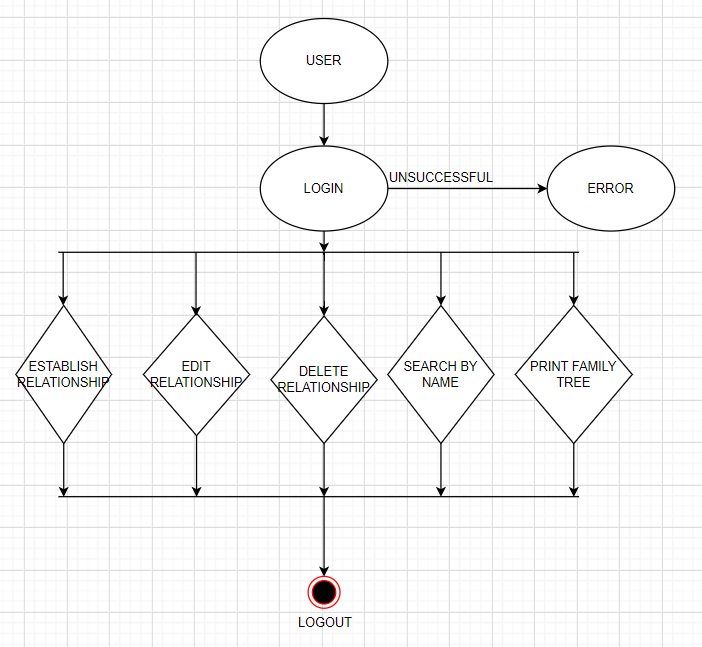 USER
LOGIN
UNSUCCESSFUL
ERROR
ESTABLISH
RELATIONSHIP
EDIT
RELATIONSHIP
DELETE
RELATIONSHIP
SEARCH BY
NAME
PRINT FAMILY
TREE
LOGOUT